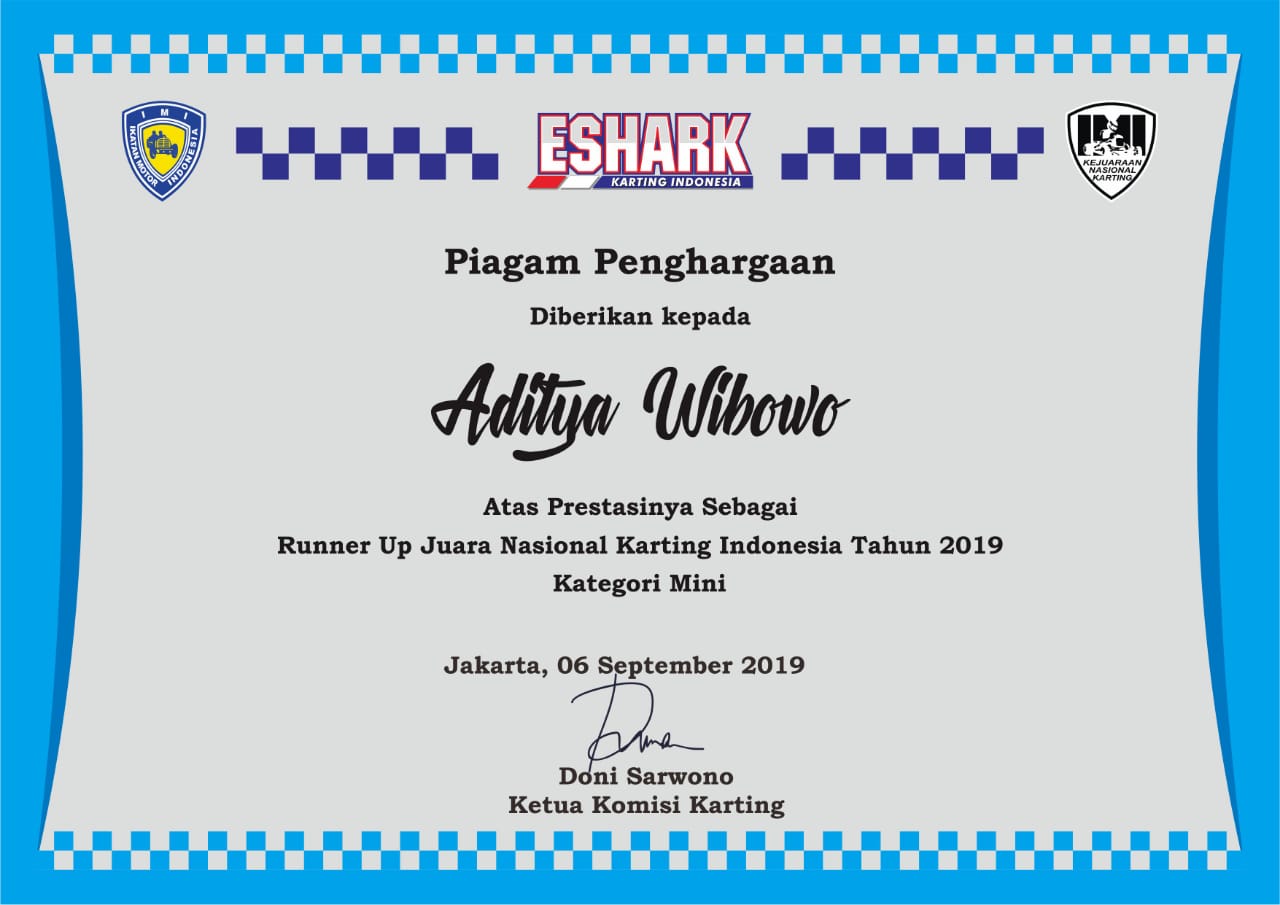 IMI
IKATAN MOTOR INDONESIA
ESHARK
KARTING INDONESIA
IMI
KEJUARAAN
NASIONAL
KARTING
Piagam Penghargaan
Diberikan kepada
Aditya Wibowo
Atas Prestasinya Sebagai
Runner Up Juara Nasional Karting Indonesia Tahun 2019
Kategori Mini
Jakarta, 06 September 2019
Doni Sarwono
Ketua Komisi Karting